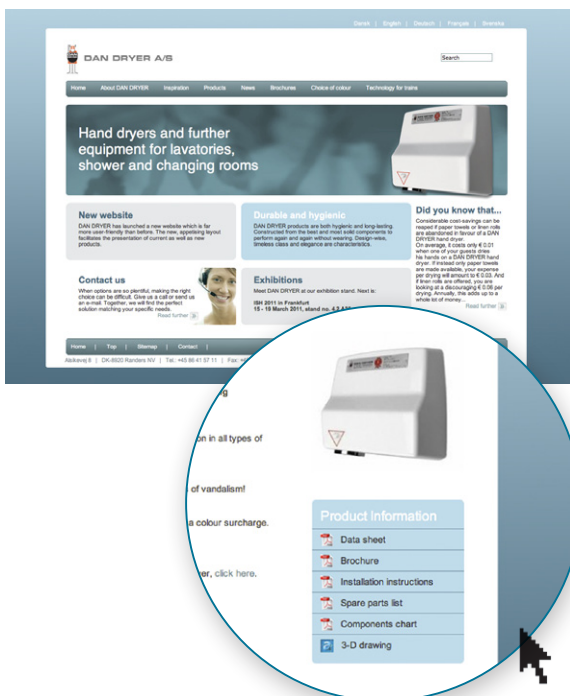 Dansk | English | Deutsch | Français | Svenska
DAN DRYER A/S
Search
Home About DAN DRYER Inspiration Products News Brochures Choice of colour Technology for trains
Hand dryers and further
equipment for lavatories,
shower and changing rooms
New website
DAN DRYER has launched a new website which is far
more user-friendly than before. The new, appetising layout
facilitates the presentation of current as well as new
products.
Durable and hygienic
DAN DRYER products are both hygienic and long-lasting.
Constructed from the best and most solid components to
perform again and again without wearing. Design-wise,
timeless class and elegance are characteristics.
Did you know that...
Considerable cost-savings can be
reaped if paper towels or linen rolls
are abandoned in favour of a DAN
DRYER hand dryer.
On average, it costs only € 0.01
when one of your guests dries
his hands on a DAN DRYER hand
dryer. If instead only paper towels
are made available, your expense
per drying will amount to € 0.03. And
if linen rolls are offered, you are
looking at a discouraging € 0.06 per
drying. Annually, this adds up to a
whole lot of money...
Read further
Contact us
When options are so plentiful, making the right
choice can be difficult. Give us a call or send us
an e-mail. Together, we will find the perfect
solution matching your specific needs.
Read further
Exhibitions
Meet DAN DRYER at our exhibition stand. Next is:
ISH 2011 in Frankfurt
15 - 19 March 2011, stand no. 4.2
Home | Top | Sitemap | Contact |
Alsikevej 8 | DK-8920 Randers NV | Tel.: +45 86 41 57 11 | Fax:
on in all types of
of vandalism!
a colour surcharge.
er, click here.
Product information
Data sheet
Brochure
Installation instructions
Spare parts list
Components chart
3-D drawing